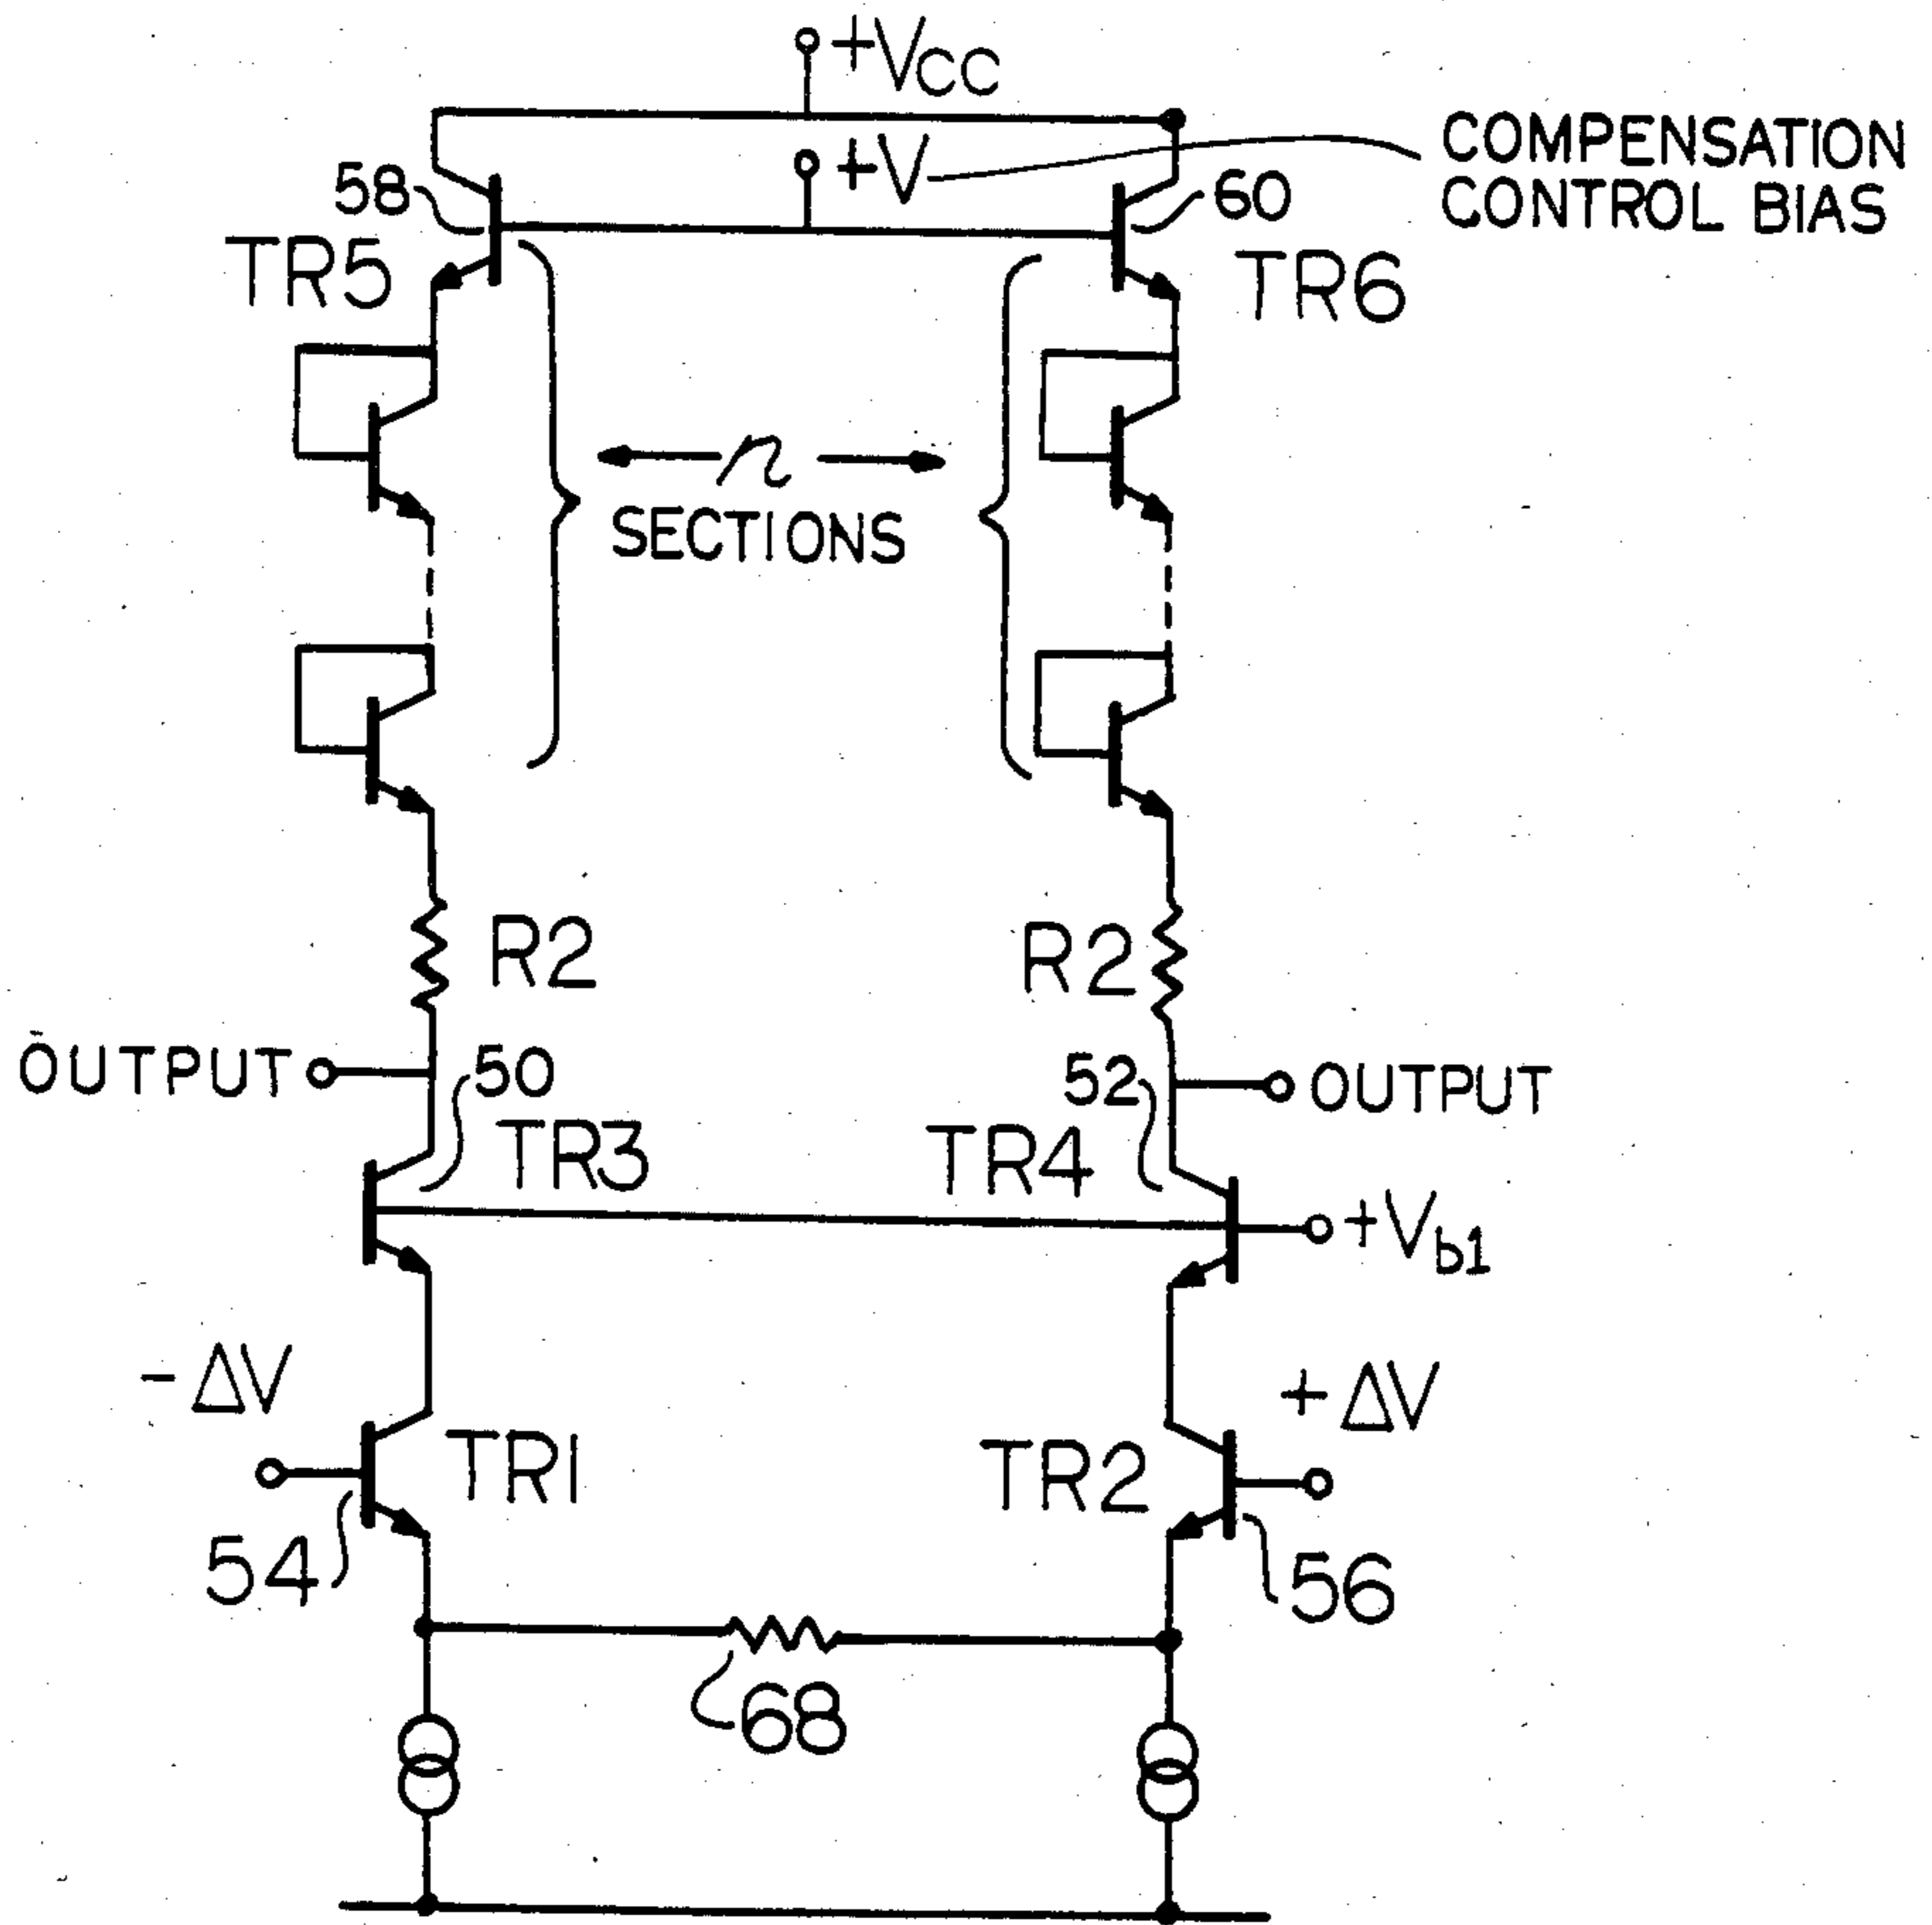 +VCC
+V
COMPENSATION
CONTROL BIAS
58
60
TR5
TR6
n
SECTIONS
R2
R2
OUTPUT
50
52
OUTPUT
TR3
TR4
+Vb1
-ΔV
+ΔV
TR1
TR2
54
56
68